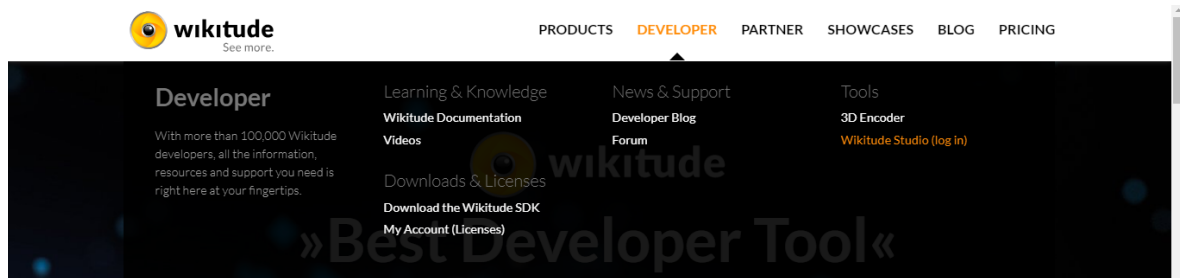 wikitude
See more.
PRODUCTS DEVELOPER PARTNER SHOWCASES BLOG PRICING
Developer
With more than 100,000 Wikitude
developers, all the information,
resources and support you need is
right here at your fingertips.
Learning & Knowledge
Wikitude Documentation
Videos
Downloads & Licenses
Download the Wikitude SDK
My Account (Licenses)
News & Support
Developer Blog
Forum
Tools
3D Encoder
Wikitude Studio (log in)
wikitude
»Best Developer Tool«